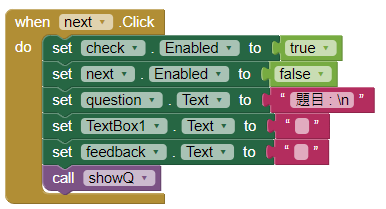 when next .Click
do set check . Enabled to true
set next . Enabled to false
set question . Text to “ 題目：\n ”
set TextBox1 . Text to “ ”
set feedback . Text to “ ”
call showQ